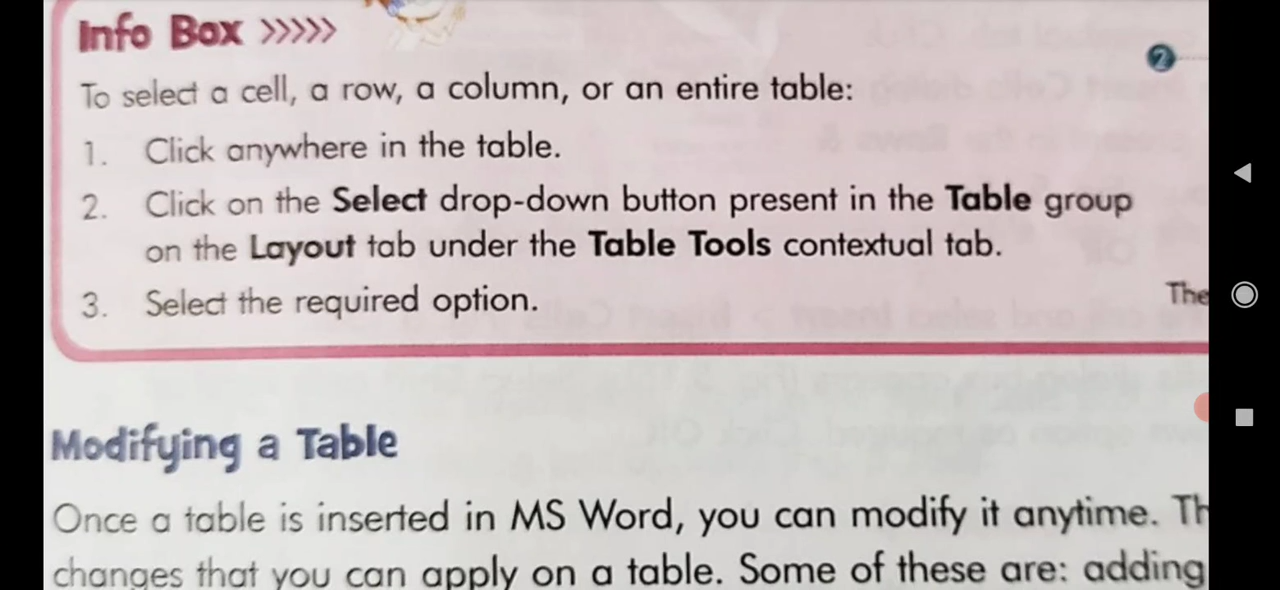 Info Box >>>>>
2
To select a cell, a row, a column, or an entire table:
1. Click anywhere in the table.
2. Click on the Select drop-down button present in the Table group
on the Layout tab under the Table Tools contextual tab.
The
3. Select the required option.
Modifying a Table
Once a table is inserted in MS Word, you can modify it anytime. Th
changes that you can apply on a table. Some of these are: adding